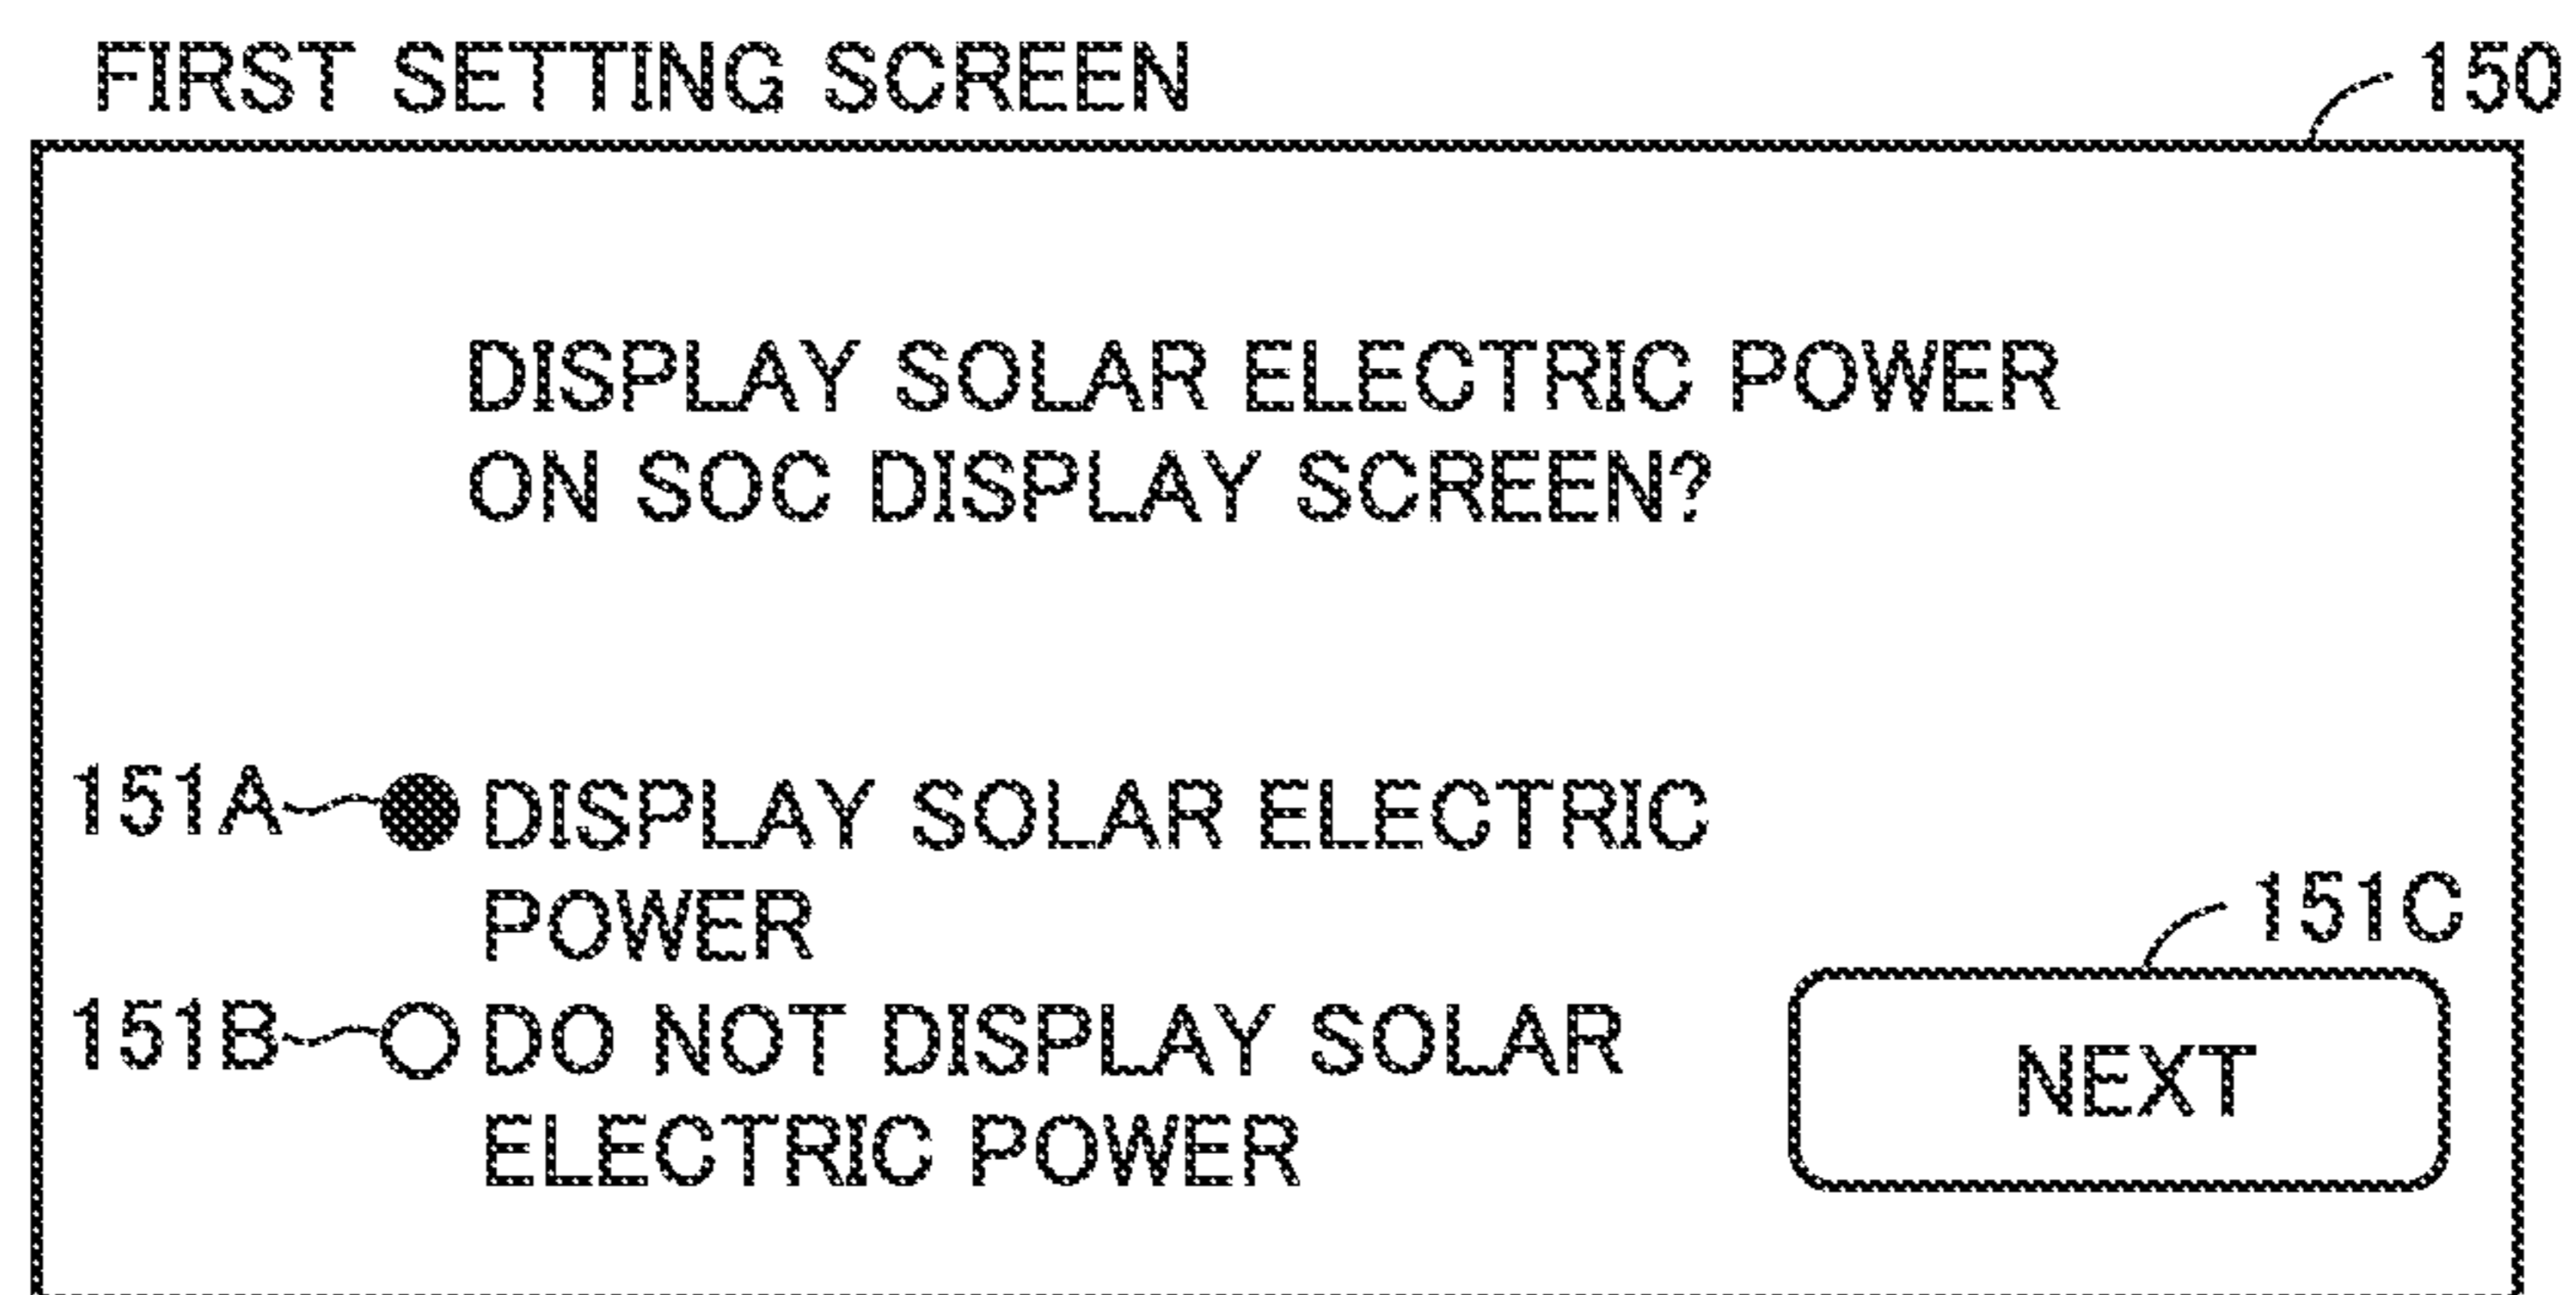 FIRST SETTING SCREEN
150
DISPLAY SOLAR ELECTRIC POWER
ON SOC DISPLAY SCREEN?
151A
DISPLAY SOLAR ELECTRIC
POWER
151C
151B
DO NOT DISPLAY SOLAR
ELECTRIC POWER
NEXT